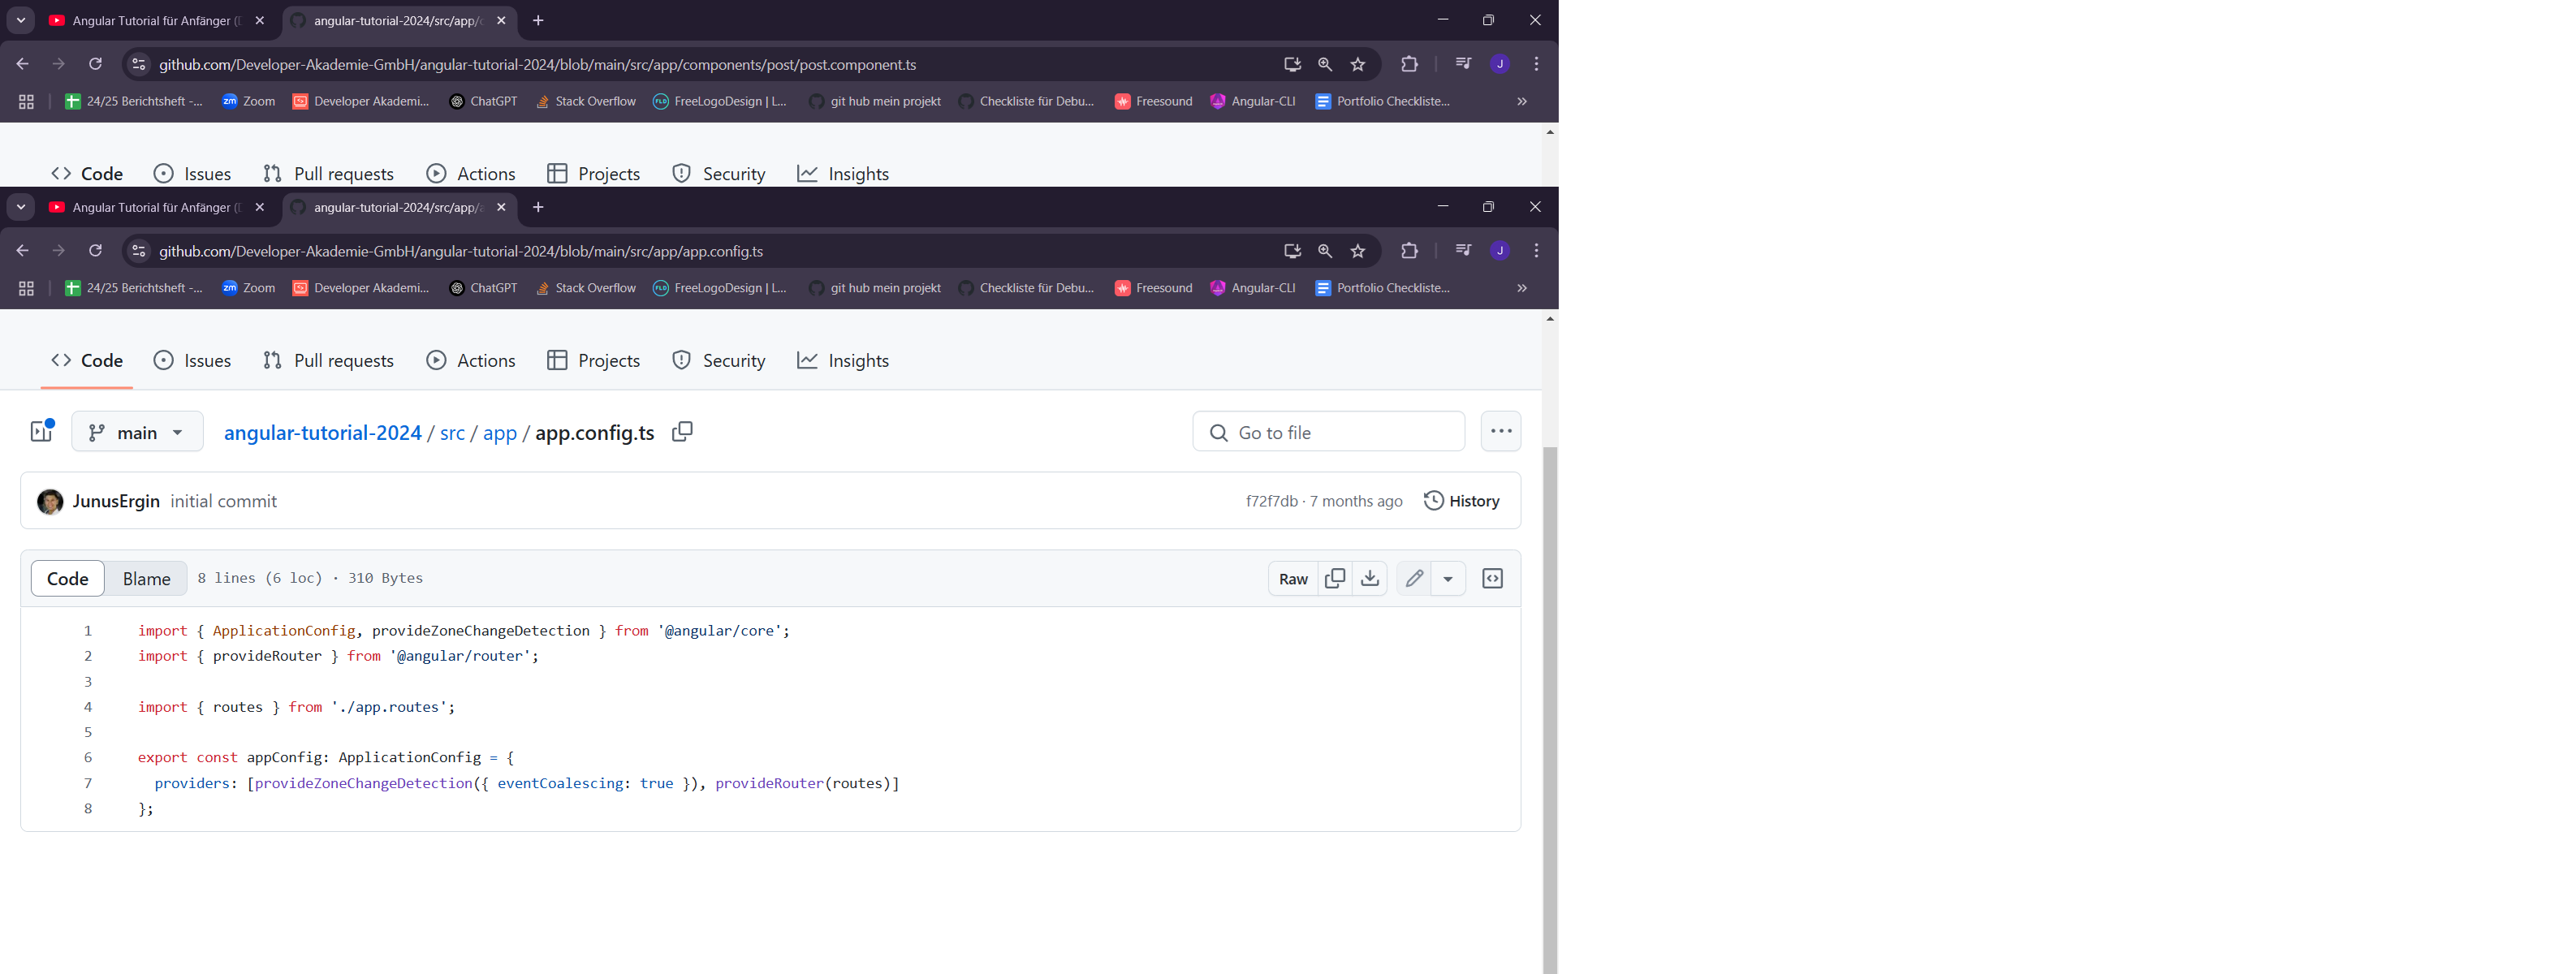 Angular Tutorial für Anfänger (
angular-tutorial-2024/src/app/
github.com/Developer-Akademie-GmbH/angular-tutorial-2024/blob/main/src/app/components/post/post.component.ts
J
24/25 Berichtsheft -...
Zoom
Developer Akademi...
ChatGPT
Stack Overflow
FreeLogoDesign | L...
git hub mein projekt
Checkliste für Debu...
Freesound
Angular-CLI
Portfolio Checkliste...
Code
Issues
Pull requests
Actions
Projects
Security
Insights
Angular Tutorial für Anfänger (
angular-tutorial-2024/src/app/
github.com/Developer-Akademie-GmbH/angular-tutorial-2024/blob/main/src/app/app.config.ts
J
24/25 Berichtsheft -...
Zoom
Developer Akademi...
ChatGPT
Stack Overflow
FreeLogoDesign | L...
git hub mein projekt
Checkliste für Debu...
Freesound
Angular-CLI
Portfolio Checkliste...
Code
Issues
Pull requests
Actions
Projects
Security
Insights
main
angular-tutorial-2024 / src / app / app.config.ts
Go to file
JunusErgin initial commit
f72f7db · 7 months ago
History
Code
Blame
8 lines (6 loc) · 310 Bytes
Raw
1 import { ApplicationConfig, provideZoneChangeDetection } from '@angular/core';
2 import { provideRouter } from '@angular/router';
3
4 import { routes } from './app.routes';
5
6 export const appConfig: ApplicationConfig = {
7 providers: [provideZoneChangeDetection({ eventCoalescing: true }), provideRouter(routes)]
8 };